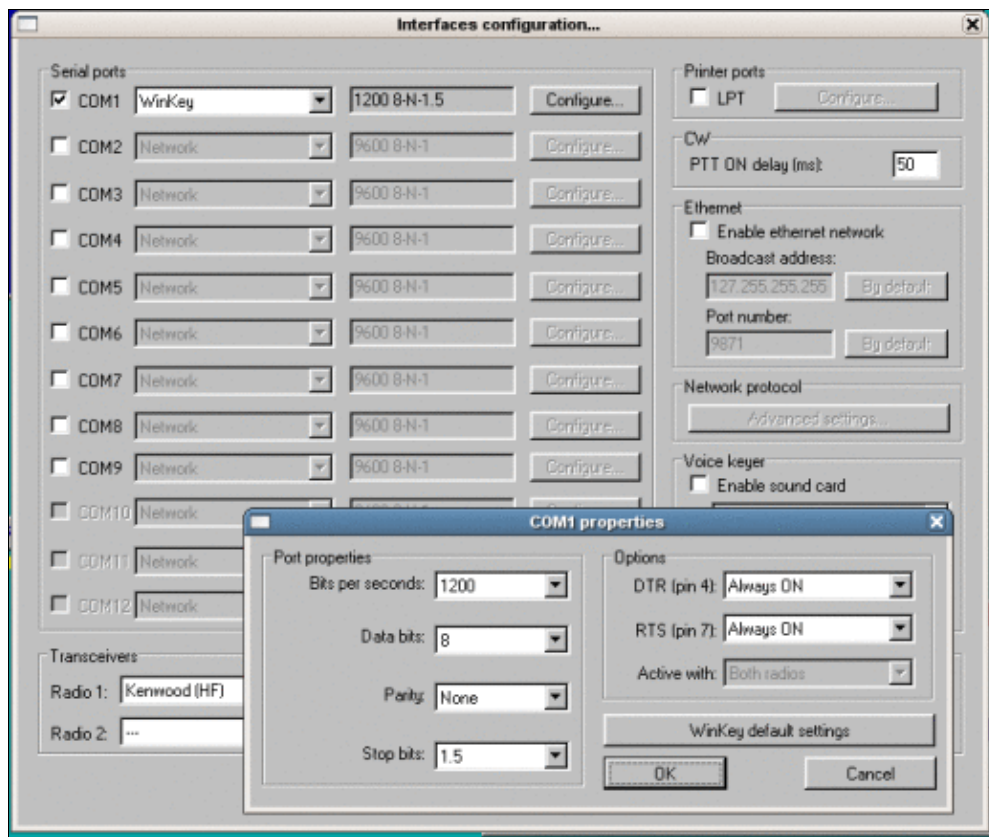 Interfaces configuration...
Serial ports
COM1 WinKey 1200 8-N-1.5 Configure...
COM2 Network 9600 8-N-1 Configure...
COM3 Network 9600 8-N-1 Configure...
COM4 Network 9600 8-N-1 Configure...
COM5 Network 9600 8-N-1 Configure...
COM6 Network 9600 8-N-1 Configure...
COM7 Network 9600 8-N-1 Configure...
COM8 Network 9600 8-N-1 Configure...
COM9 Network 9600 8-N-1 Configure...
COM10 Network
COM11 Network
COM12 Network
Transceivers
Radio 1: Kenwood (HF)
Radio 2: ---
Printer ports
LPT Configure...
CW
PTT ON delay (ms): 50
Ethernet
Enable ethernet network
Broadcast address:
127.255.255.255 By default
Port number:
9871 By default
Network protocol
Advanced settings...
Voice keyer
Enable sound card
COM1 properties
Port properties
Bits per seconds: 1200
Data bits: 8
Parity: None
Stop bits: 1.5
Options
DTR (pin 4): Always ON
RTS (pin 7): Always ON
Active with: Both radios
WinKey default settings
OK Cancel